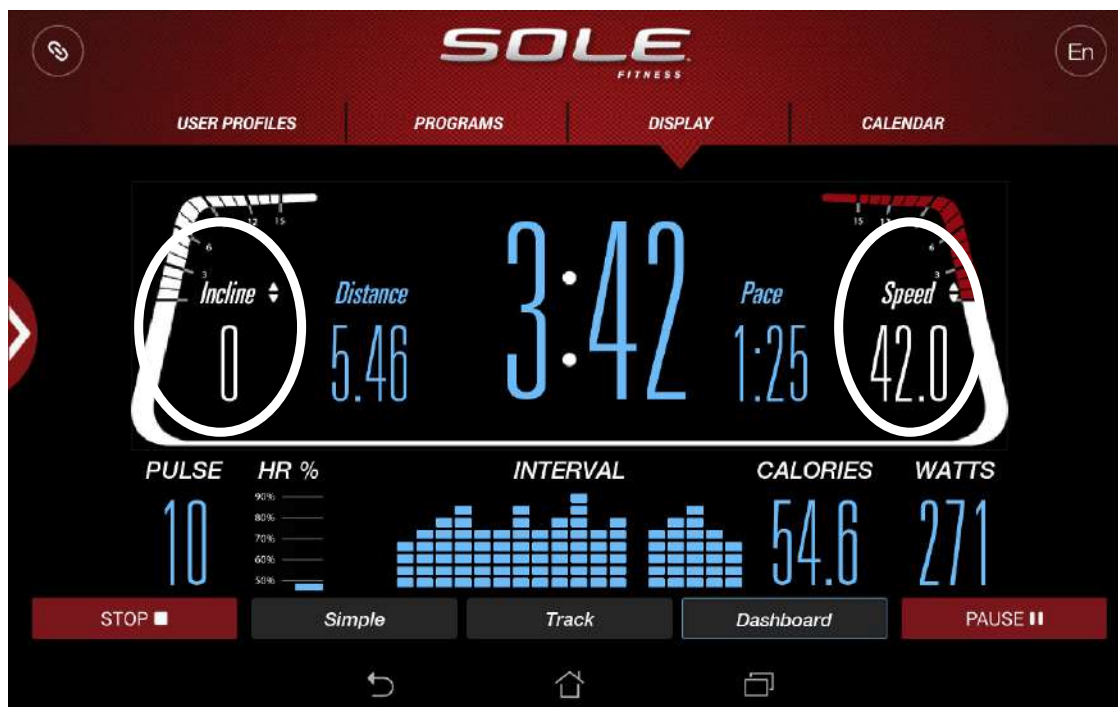 SOLE
FITNESS
En
USER PROFILES PROGRAMS DISPLAY CALENDAR
12 15 15 12
6 6
3 3
Incline Distance 3:42 Pace Speed
0 5.46 1:25 42.0
PULSE HR % INTERVAL CALORIES WATTS
90%
80%
70%
60%
50%
10 54.6 271
STOP Simple Track Dashboard PAUSE